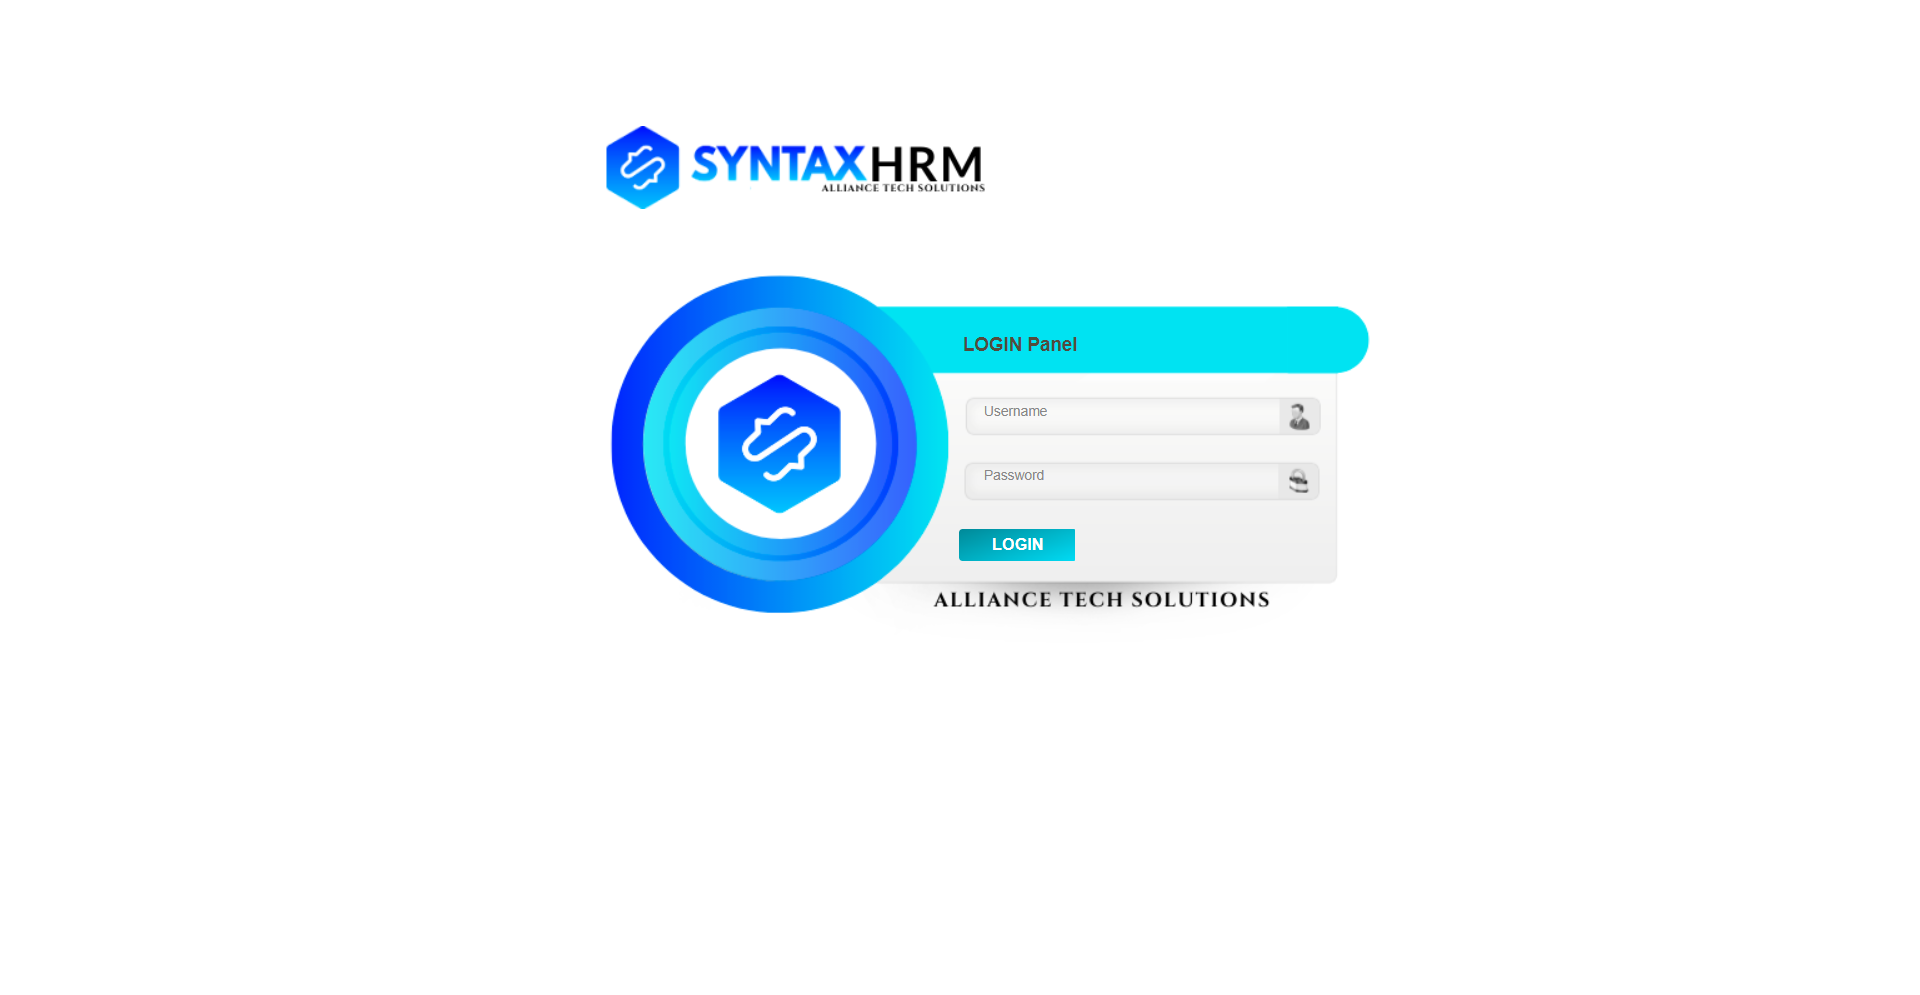 SYNTAXHRM
ALLIANCE TECH SOLUTIONS
LOGIN Panel
Username
Password
LOGIN
ALLIANCE TECH SOLUTIONS